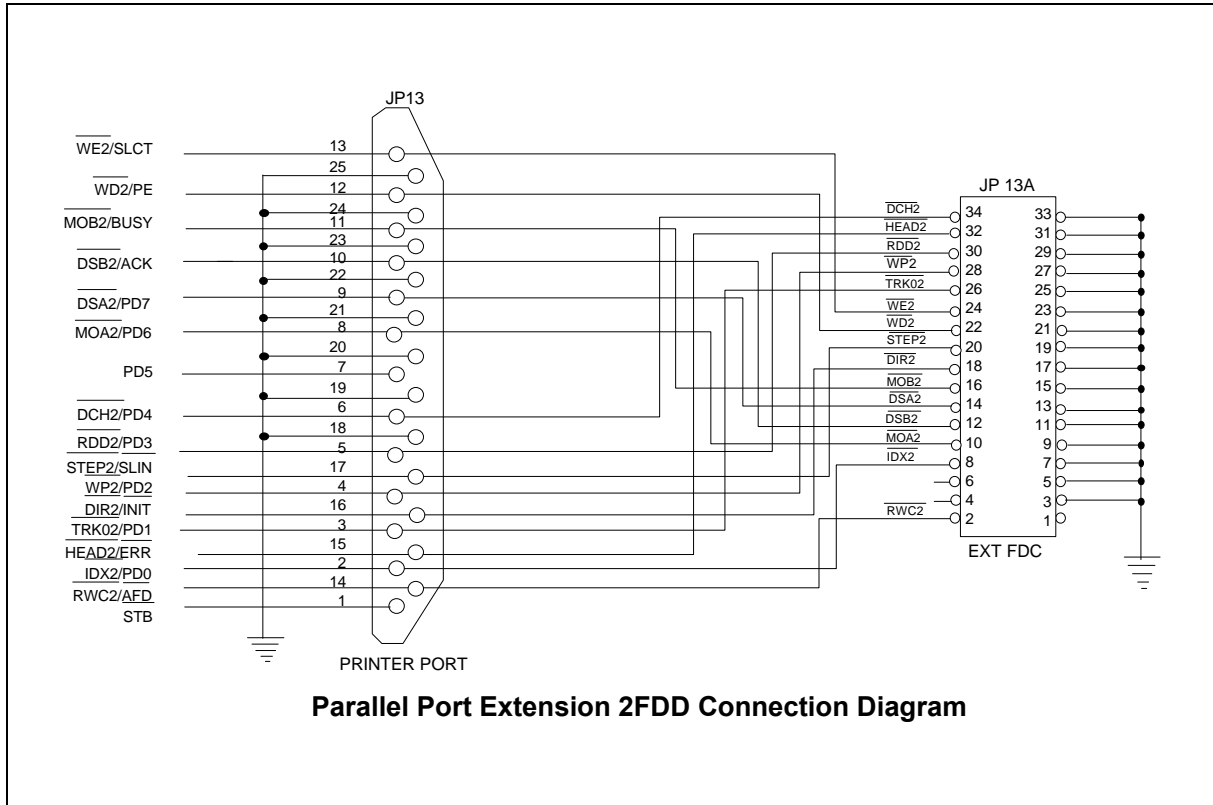 JP13
WE2/SLCT 13
25
WD2/PE 12
24
MOB2/BUSY 11
23
DSB2/ACK 10
22
DSA2/PD7 9
21
MOA2/PD6 8
20
PD5 7
19
DCH2/PD4 6
18
RDD2/PD3 5
STEP2/SLIN 17
WP2/PD2 4
DIR2/INIT 16
TRK02/PD1 3
HEAD2/ERR 15
IDX2/PD0 2
RWC2/AFD 14
STB 1
PRINTER PORT
JP 13A
DCH2 34 33
HEAD2 32 31
RDD2 30 29
WP2 28 27
TRK02 26 25
WE2 24 23
WD2 22 21
STEP2 20 19
DIR2 18 17
MOB2 16 15
DSA2 14 13
DSB2 12 11
MOA2 10 9
IDX2 8 7
6 5
4 3
RWC2 2 1
EXT FDC
Parallel Port Extension 2FDD Connection Diagram